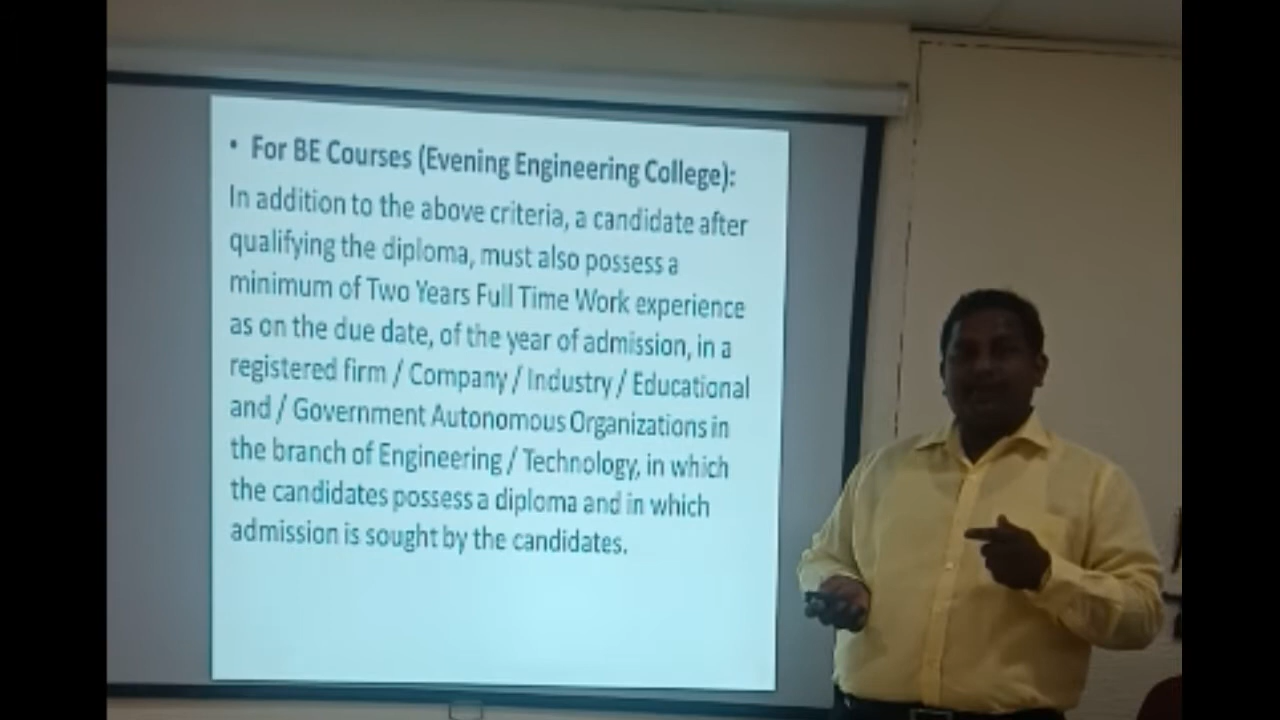 • For BE Courses (Evening Engineering College):
In addition to the above criteria, a candidate after
qualifying the diploma, must also possess a
minimum of Two Years Full Time Work experience
as on the due date, of the year of admission, in a
registered firm / Company / Industry / Educational
and / Government Autonomous Organizations in
the branch of Engineering / Technology, in which
the candidates possess a diploma and in which
admission is sought by the candidates.